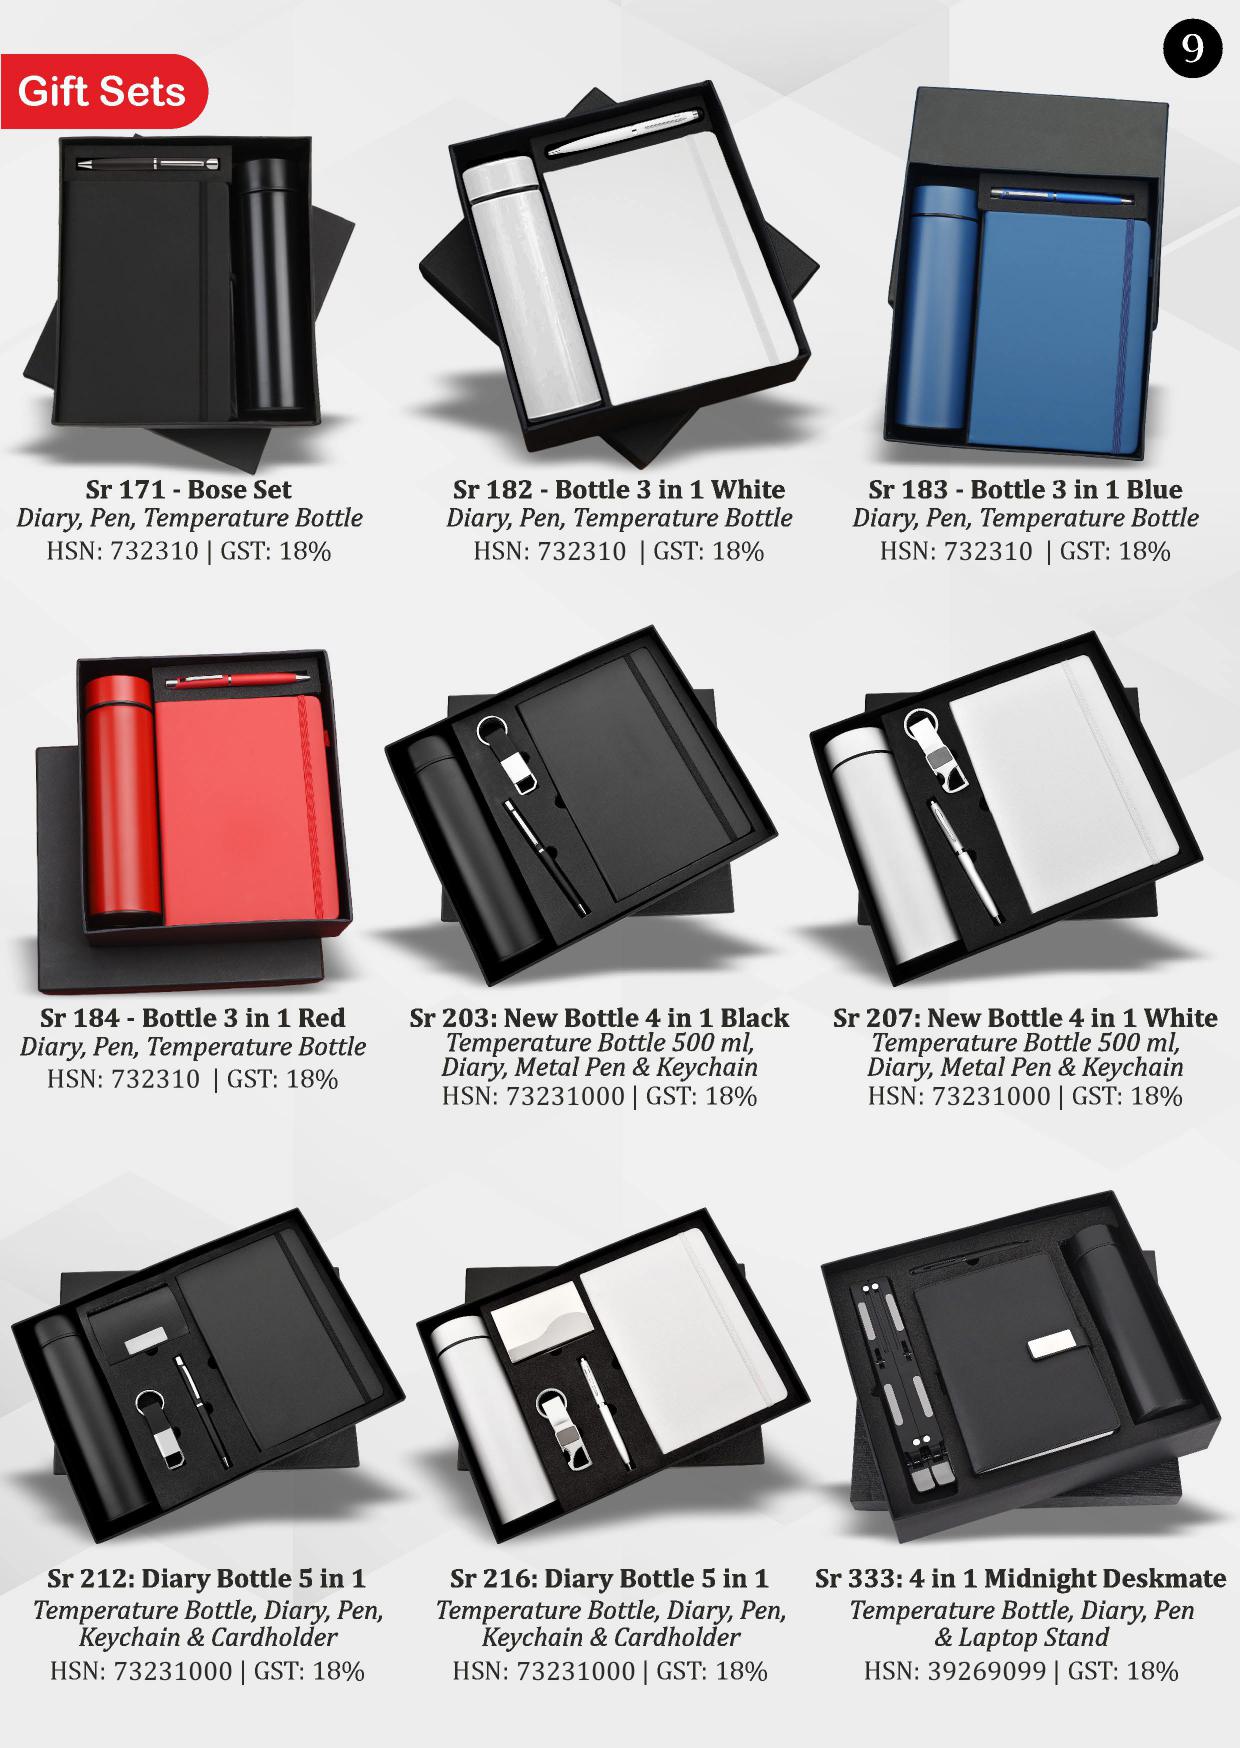 9
Gift Sets
Sr 171 - Bose Set
Diary, Pen, Temperature Bottle
HSN: 732310 | GST: 18%
Sr 182 - Bottle 3 in 1 White
Diary, Pen, Temperature Bottle
HSN: 732310 | GST: 18%
Sr 183 - Bottle 3 in 1 Blue
Diary, Pen, Temperature Bottle
HSN: 732310 | GST: 18%
Sr 184 - Bottle 3 in 1 Red
Diary, Pen, Temperature Bottle
HSN: 732310 | GST: 18%
Sr 203: New Bottle 4 in 1 Black
Temperature Bottle 500 ml,
Diary, Metal Pen & Keychain
HSN: 73231000 | GST: 18%
Sr 207: New Bottle 4 in 1 White
Temperature Bottle 500 ml,
Diary, Metal Pen & Keychain
HSN: 73231000 | GST: 18%
Sr 212: Diary Bottle 5 in 1
Temperature Bottle, Diary, Pen,
Keychain & Cardholder
HSN: 73231000 | GST: 18%
Sr 216: Diary Bottle 5 in 1
Temperature Bottle, Diary, Pen,
Keychain & Cardholder
HSN: 73231000 | GST: 18%
Sr 333: 4 in 1 Midnight Deskmate
Temperature Bottle, Diary, Pen
& Laptop Stand
HSN: 39269099 | GST: 18%